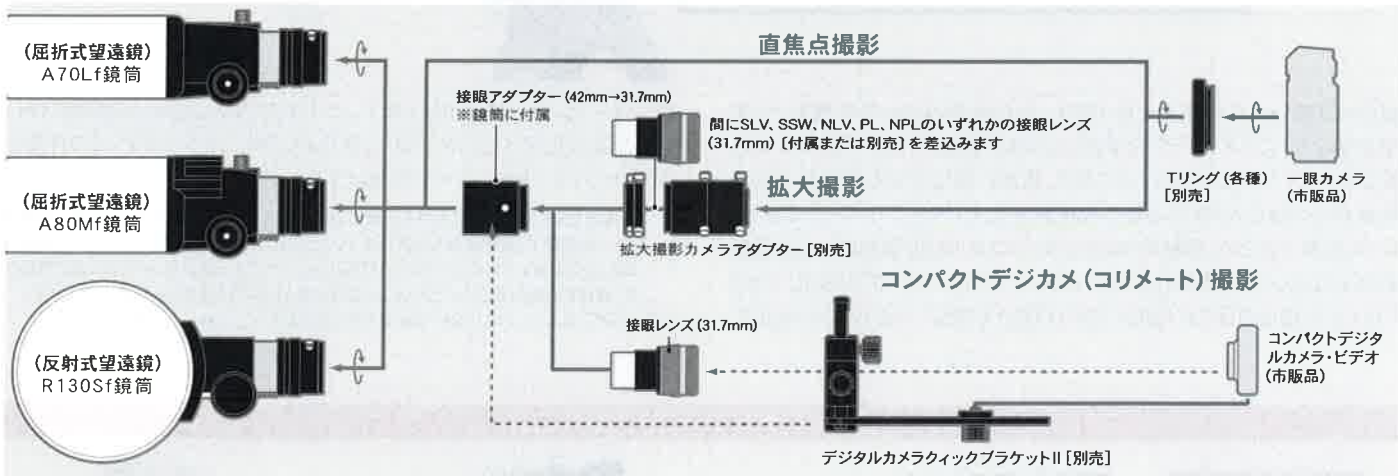 直焦点撮影
(屈折式望遠鏡)
A70Lf鏡筒
接眼アダプター(42mm→31.7mm)
※鏡筒に付属
間にSLV、SSW、NLV、PL、NPLのいずれかの接眼レンズ
(31.7mm)[付属または別売]を差込みます
Tリング(各種)
[別売]
一眼カメラ
(市販品)
(屈折式望遠鏡)
A80Mf鏡筒
拡大撮影
拡大撮影カメラアダプター[別売]
コンパクトデジカメ(コリメート)撮影
接眼レンズ(31.7mm)
コンパクトデジタ
ルカメラ・ビデオ
(市販品)
(反射式望遠鏡)
R130Sf鏡筒
デジタルカメラクィックブラケットII[別売]